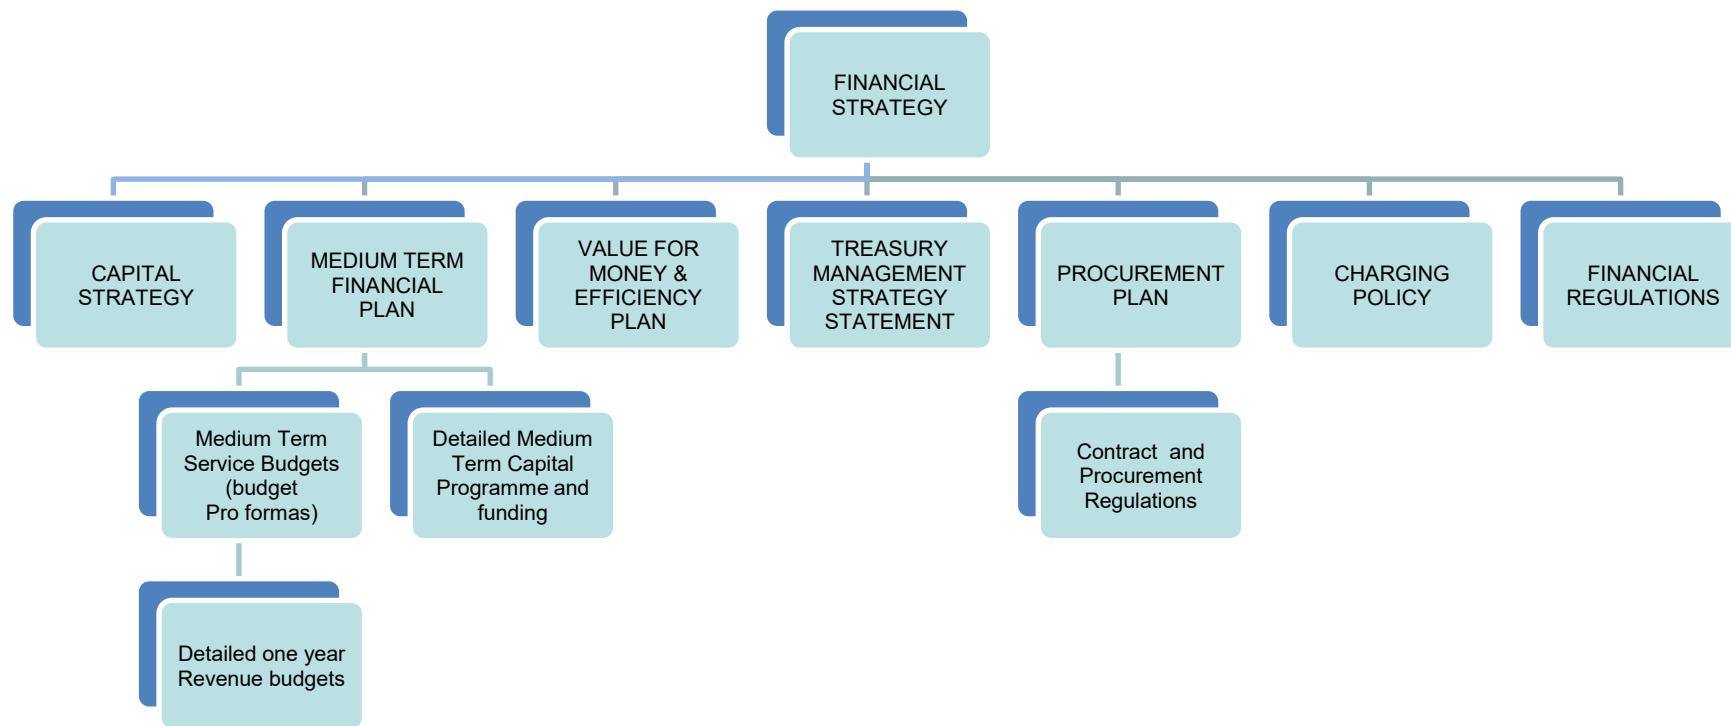 FINANCIAL
STRATEGY
CAPITAL
STRATEGY
MEDIUM TERM
FINANCIAL
PLAN
VALUE FOR
MONEY &
EFFICIENCY
PLAN
TREASURY
MANAGEMENT
STRATEGY
STATEMENT
PROCUREMENT
PLAN
CHARGING
POLICY
FINANCIAL
REGULATIONS
Medium Term
Service Budgets
(budget
Pro formas)
Detailed Medium
Term Capital
Programme and
funding
Contract and
Procurement
Regulations
Detailed one year
Revenue budgets